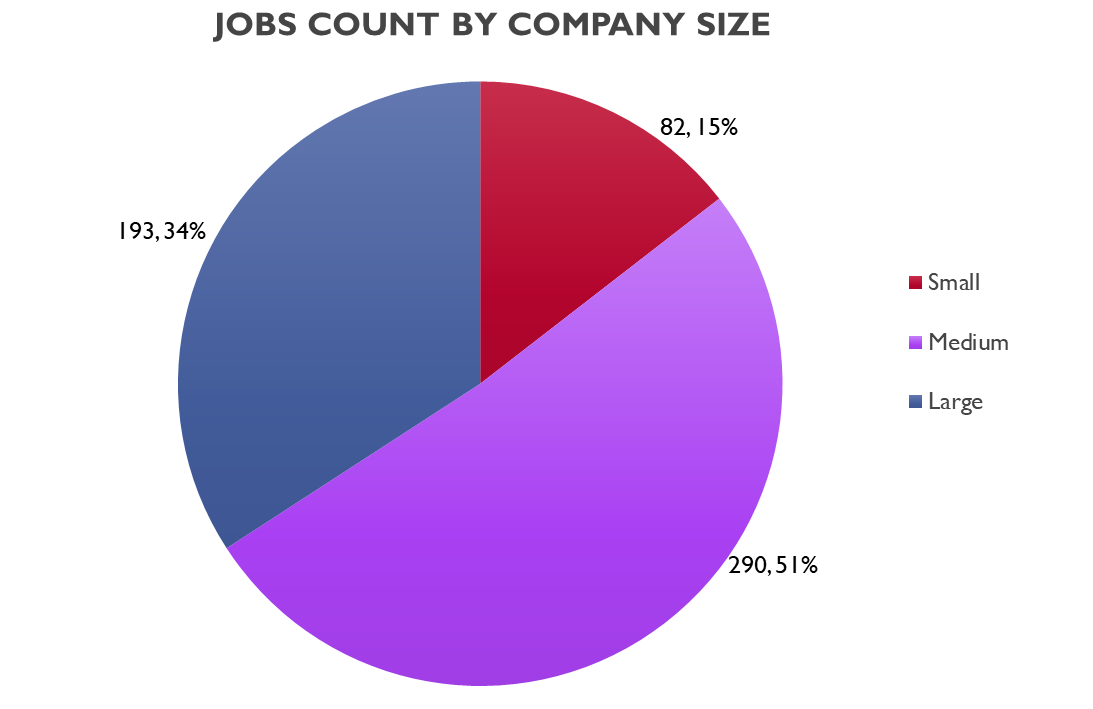 JOBS COUNT BY COMPANY SIZE
82, 15%
193, 34%
Small
Medium
Large
290, 51%